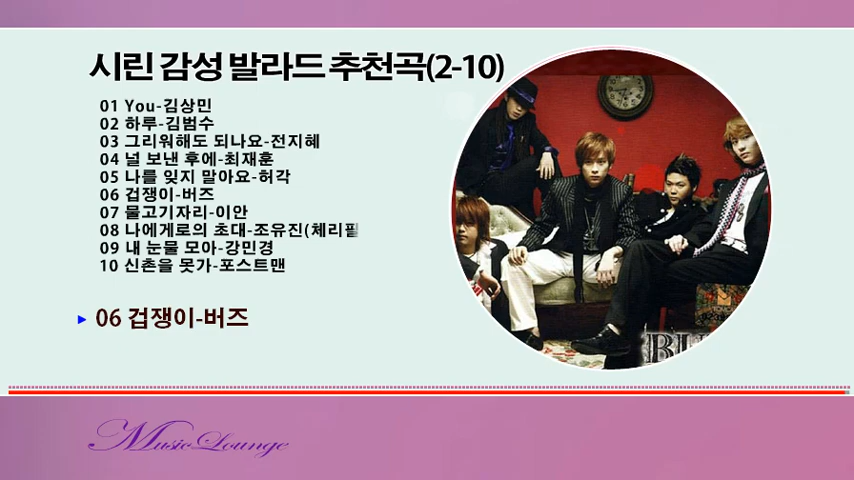 시린 감성 발라드 추천곡(2-10)
01 You-김상민
02 하루-김범수
03 그리워해도 되나요-전지혜
04 널 보낸 후에-최재훈
05 나를 잊지 말아요-허각
06 겁쟁이-버즈
07 물고기자리-이안
08 나에게로의 초대-조유진(체리필
09 내 눈물 모아-강민경
10 신촌을 못가-포스트맨
06 겁쟁이-버즈
Music Lounge